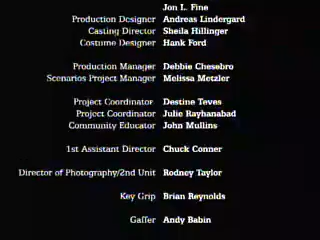 Jon L. Fine
Production Designer Andreas Lindergard
Casting Director Sheila Hillinger
Costume Designer Hank Ford
Production Manager Debbie Chesebro
Scenarios Project Manager Melissa Metzler
Project Coordinator Destine Teves
Project Coordinator Julie Rayhanabad
Community Educator John Mullins
1st Assistant Director Chuck Conner
Director of Photography/2nd Unit Rodney Taylor
Key Grip Brian Reynolds
Gaffer Andy Babin